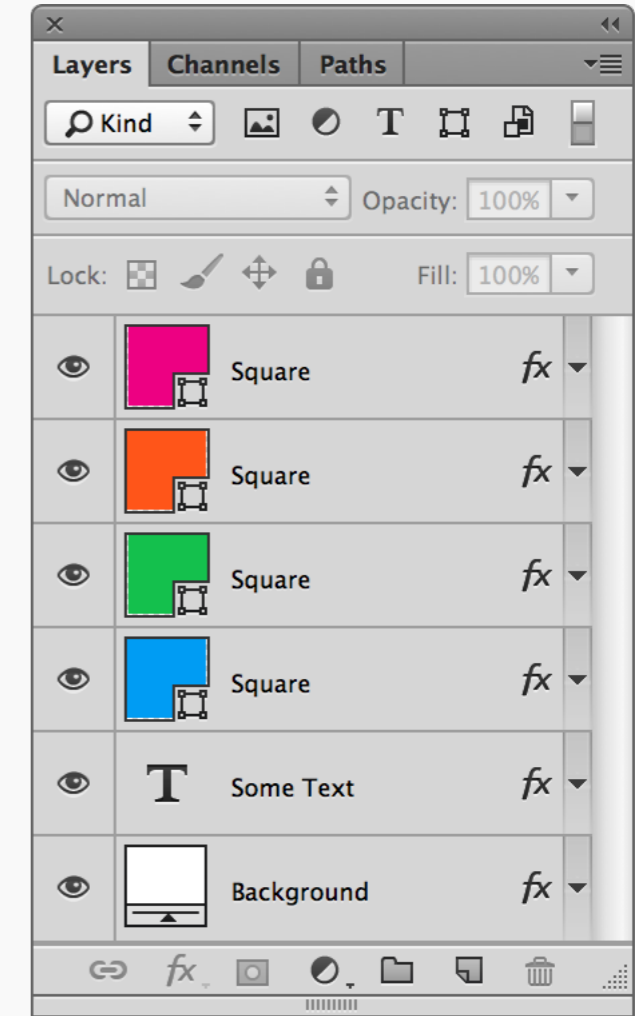 Layers Channels Paths
Kind T
Normal Opacity: 100%
Lock: Fill: 100%
Square fx
Square fx
Square fx
Square fx
T Some Text fx
Background fx
fx